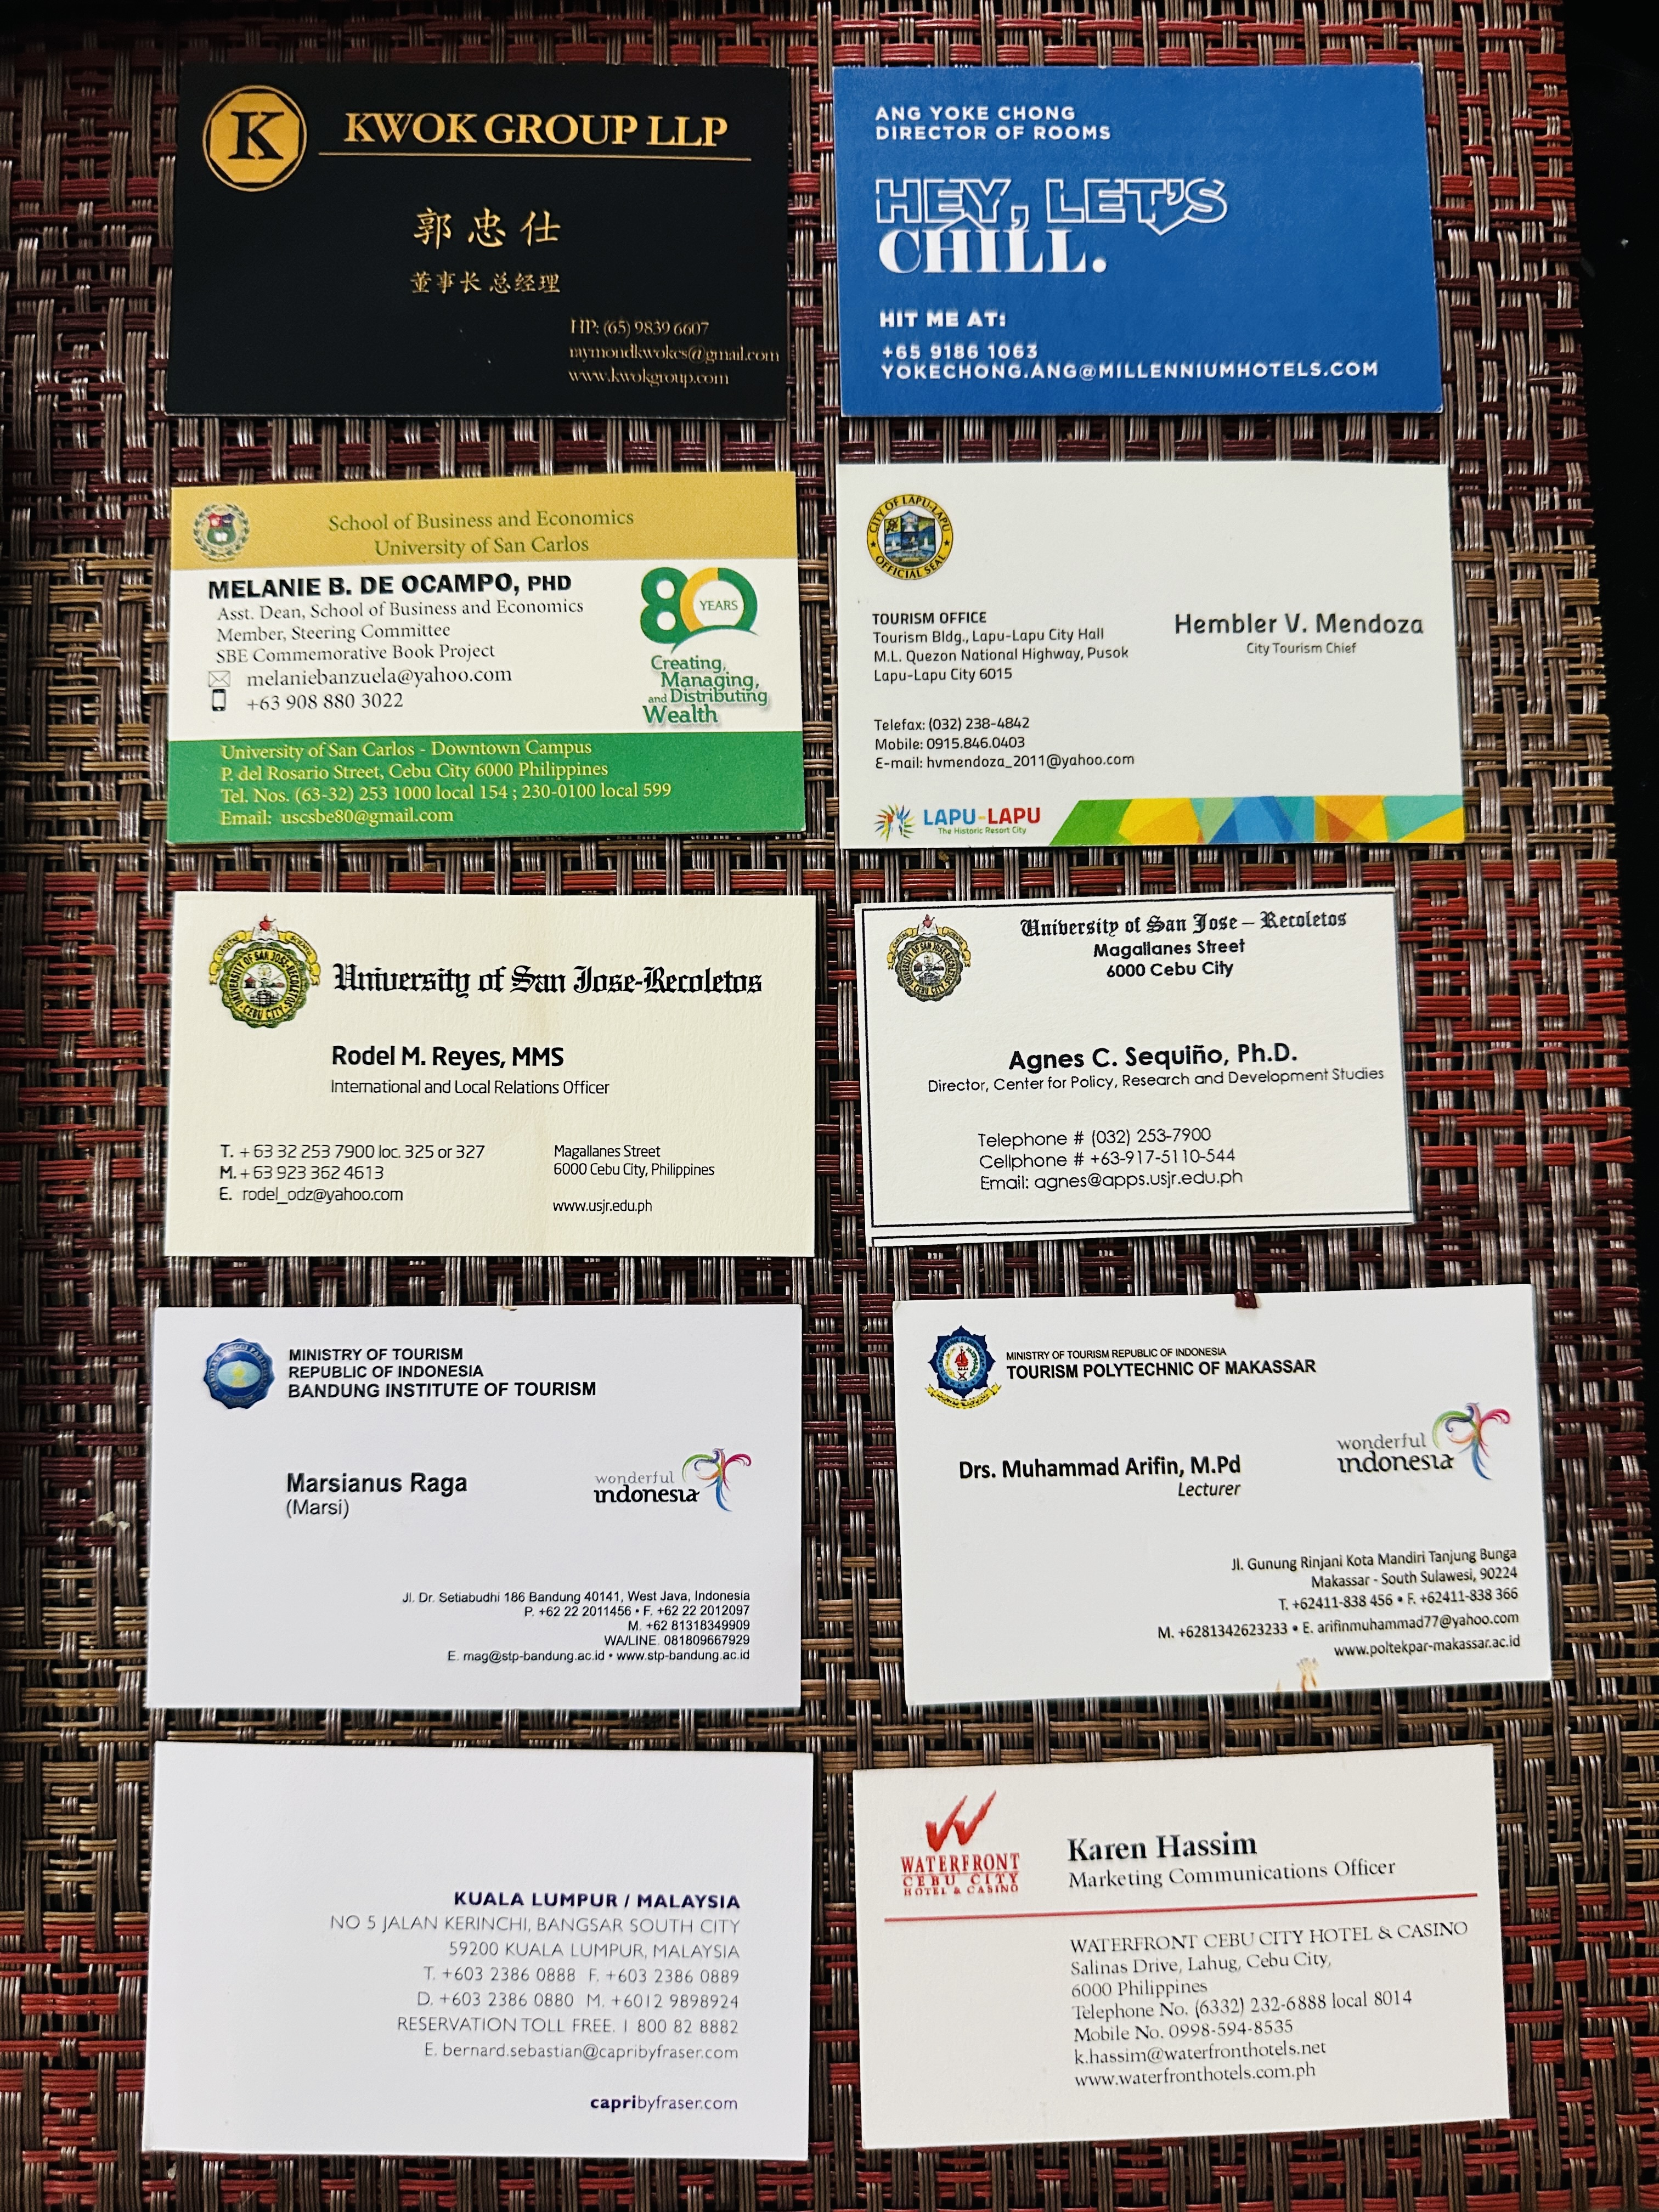 K
KWOK GROUP LLP
郭忠仕
董事长 总经理
HP: (65) 9839 6607
raymondkwokcs@gmail.com
www.kwokgroup.com
ANG YOKE CHONG
DIRECTOR OF ROOMS
HEY, LET'S
CHILL.
HIT ME AT:
+65 9186 1063
YOKECHONG.ANG@MILLENNIUMHOTELS.COM
School of Business and Economics
University of San Carlos
MELANIE B. DE OCAMPO, PHD
Asst. Dean, School of Business and Economics
Member, Steering Committee
SBE Commemorative Book Project
melaniebanzuela@yahoo.com
+63 908 880 3022
80 YEARS
Creating,
Managing,
and Distributing
Wealth
University of San Carlos - Downtown Campus
P. del Rosario Street, Cebu City 6000 Philippines
Tel. Nos. (63-32) 253 1000 local 154 ; 230-0100 local 599
Email: uscsbe80@gmail.com
CITY OF LAPU-LAPU
OFFICIAL SEAL
TOURISM OFFICE
Tourism Bldg., Lapu-Lapu City Hall
M.L. Quezon National Highway, Pusok
Lapu-Lapu City 6015
Hembler V. Mendoza
City Tourism Chief
Telefax: (032) 238-4842
Mobile: 0915.846.0403
E-mail: hvmendoza_2011@yahoo.com
LAPU-LAPU
The Historic Resort City
UNIVERSITY OF SAN JOSE-RECOLETOS
CEBU CITY
University of San Jose-Recoletos
Rodel M. Reyes, MMS
International and Local Relations Officer
T. + 63 32 253 7900 loc. 325 or 327
M. + 63 923 362 4613
E. rodel_odz@yahoo.com
Magallanes Street
6000 Cebu City, Philippines
www.usjr.edu.ph
University of San Jose – Recoletos
Magallanes Street
6000 Cebu City
Agnes C. Sequiño, Ph.D.
Director, Center for Policy, Research and Development Studies
Telephone # (032) 253-7900
Cellphone # +63-917-5110-544
Email: agnes@apps.usjr.edu.ph
MINISTRY OF TOURISM
REPUBLIC OF INDONESIA
BANDUNG INSTITUTE OF TOURISM
Marsianus Raga
(Marsi)
wonderful
indonesia
Jl. Dr. Setiabudhi 186 Bandung 40141, West Java, Indonesia
P. +62 22 2011456 • F. +62 22 2012097
M. +62 81318349909
WA/LINE. 081809667929
E. mag@stp-bandung.ac.id • www.stp-bandung.ac.id
MINISTRY OF TOURISM REPUBLIC OF INDONESIA
TOURISM POLYTECHNIC OF MAKASSAR
Drs. Muhammad Arifin, M.Pd
Lecturer
wonderful
indonesia
Jl. Gunung Rinjani Kota Mandiri Tanjung Bunga
Makassar - South Sulawesi, 90224
T. +62411-838 456 • F. +62411-838 366
M. +6281342623233 • E. arifinmuhammad77@yahoo.com
www.poltekpar-makassar.ac.id
KUALA LUMPUR / MALAYSIA
NO 5 JALAN KERINCHI, BANGSAR SOUTH CITY
59200 KUALA LUMPUR, MALAYSIA
T. +603 2386 0888 F. +603 2386 0889
D. +603 2386 0880 M. +6012 9898924
RESERVATION TOLL FREE. 1 800 82 8882
E. bernard.sebastian@capribyfraser.com
capribyfraser.com
WATERFRONT
CEBU CITY
HOTEL & CASINO
Karen Hassim
Marketing Communications Officer
WATERFRONT CEBU CITY HOTEL & CASINO
Salinas Drive, Lahug, Cebu City,
6000 Philippines
Telephone No. (6332) 232-6888 local 8014
Mobile No. 0998-594-8535
k.hassim@waterfronthotels.net
www.waterfronthotels.com.ph